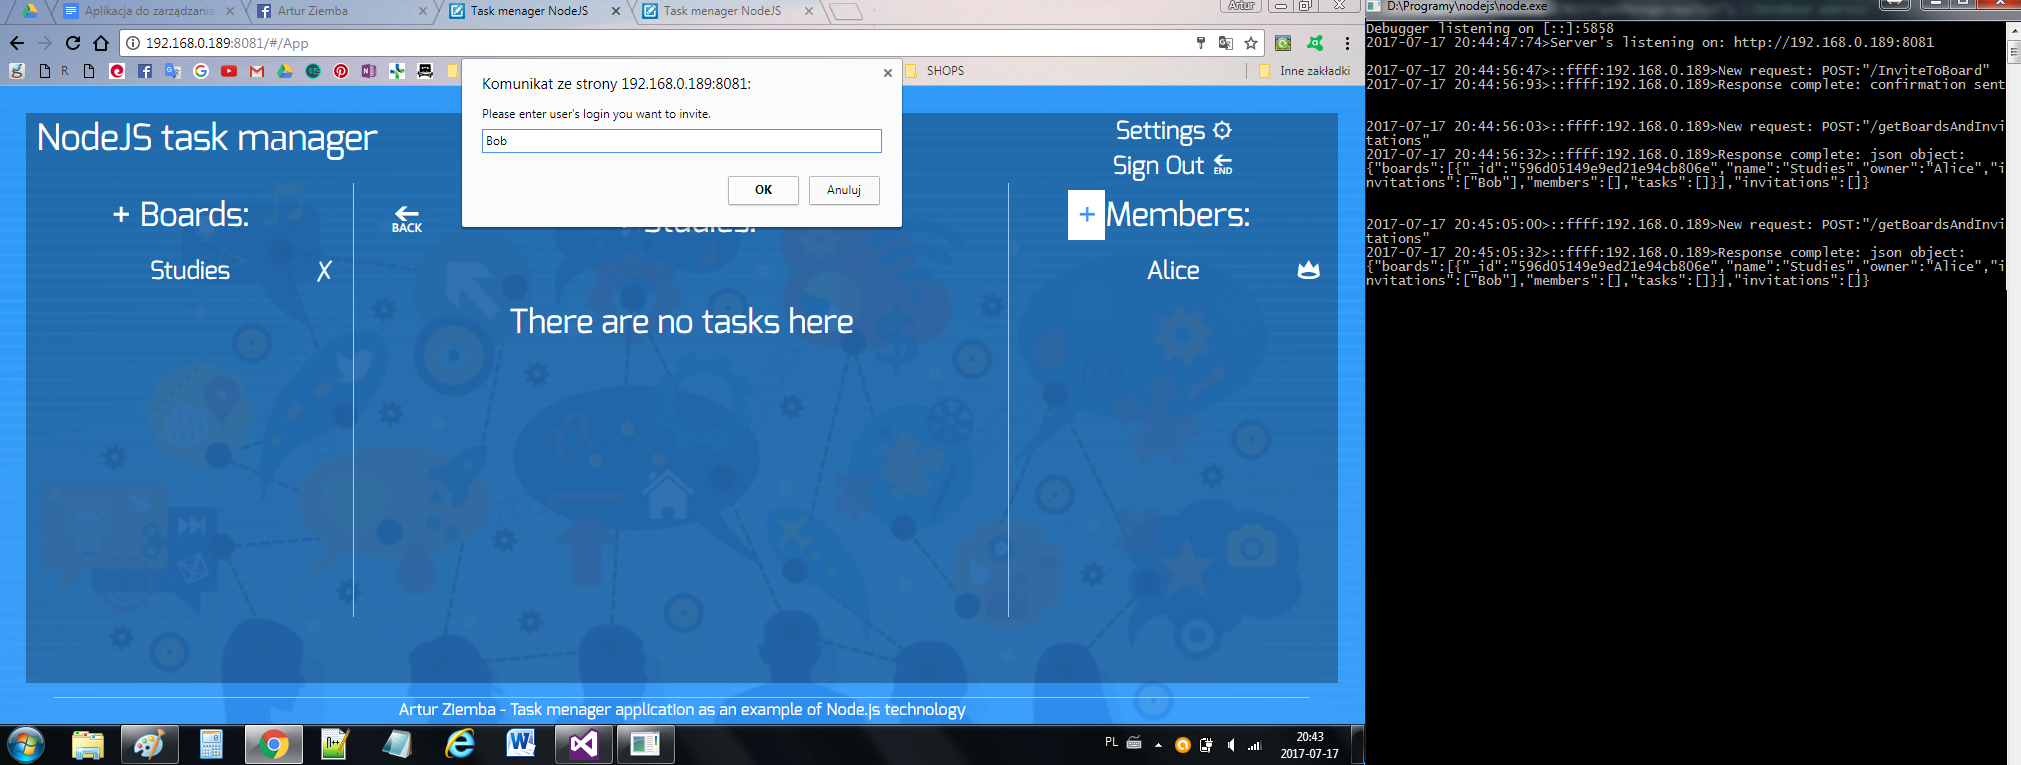 Aplikacja do zarządzania
Artur Ziemba
Task menager NodeJS
Task menager NodeJS
Artur
192.168.0.189:8081/#/App
R
SHOPS
Inne zakładki
Komunikat ze strony 192.168.0.189:8081:
Please enter user's login you want to invite.
Bob
OK
Anuluj
NodeJS task manager
Settings
Sign Out
END
+ Boards:
BACK
Studies:
+ Members:
Studies X
Alice
There are no tasks here
Artur Ziemba - Task menager application as an example of Node.js technology
PL
20:43
2017-07-17
D:\Programy\nodejs\node.exe
Debugger listening on [::]:5858
2017-07-17 20:44:47:74>Server's listening on: http://192.168.0.189:8081
2017-07-17 20:44:56:47>::ffff:192.168.0.189>New request: POST:"/InviteToBoard"
2017-07-17 20:44:56:93>::ffff:192.168.0.189>Response complete: confirmation sent
2017-07-17 20:44:56:03>::ffff:192.168.0.189>New request: POST:"/getBoardsAndInvi
tations"
2017-07-17 20:44:56:32>::ffff:192.168.0.189>Response complete: json object:
{"boards":[{"_id":"596d05149e9ed21e94cb806e","name":"Studies","owner":"Alice","i
nvitations":["Bob"],"members":[],"tasks":[]}],"invitations":[]}
2017-07-17 20:45:05:00>::ffff:192.168.0.189>New request: POST:"/getBoardsAndInvi
tations"
2017-07-17 20:45:05:32>::ffff:192.168.0.189>Response complete: json object:
{"boards":[{"_id":"596d05149e9ed21e94cb806e","name":"Studies","owner":"Alice","i
nvitations":["Bob"],"members":[],"tasks":[]}],"invitations":[]}